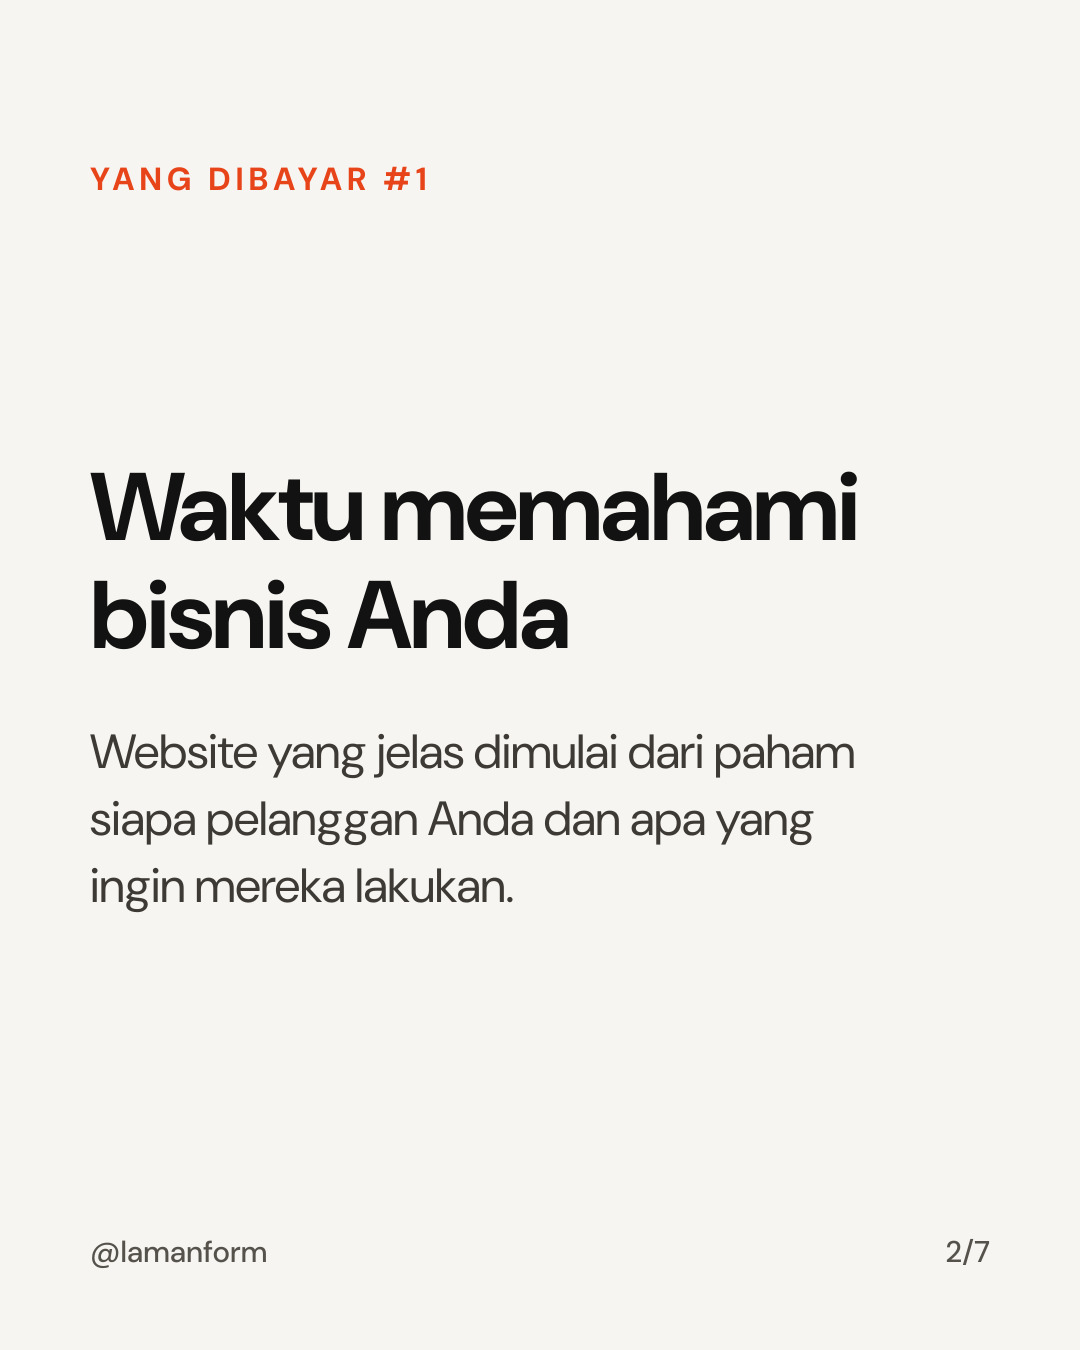 YANG DIBAYAR #1
Waktu memahami
bisnis Anda
Website yang jelas dimulai dari paham
siapa pelanggan Anda dan apa yang
ingin mereka lakukan.
@lamanform
2/7